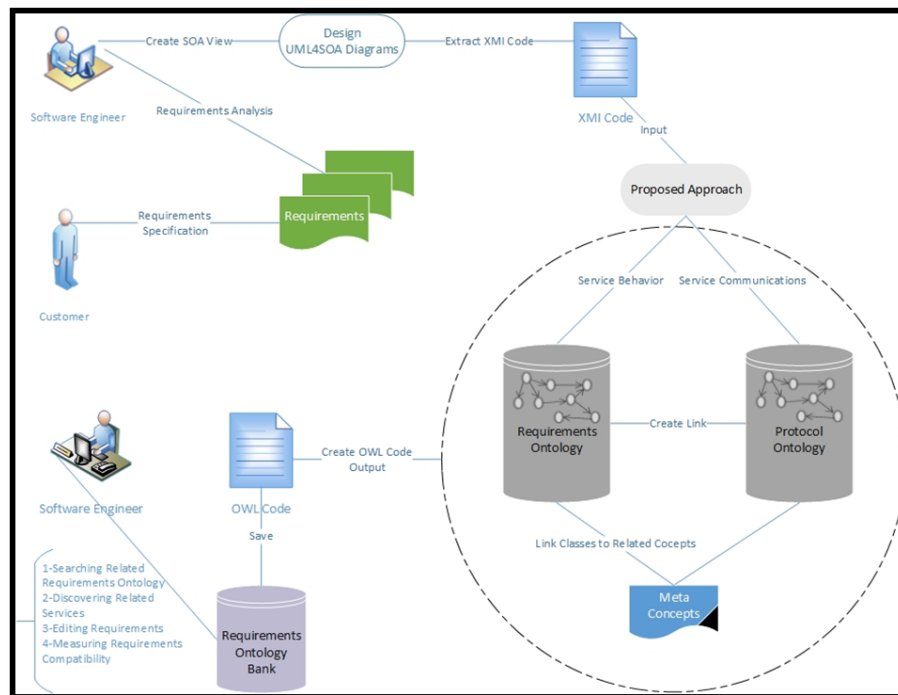 Create SOA View
Design
UML4SOA Diagrams
Extract XMI Code
Software Engineer
Requirements Analysis
XMI Code
Input
Proposed Approach
Requirements
Requirements
Specification
Customer
Service Behavior
Service Communications
Requirements
Ontology
Create Link
Protocol
Ontology
Create OWL Code
Output
Software Engineer
OWL Code
Save
Link Classes to Related Cocepts
Meta
Concepts
1-Searching Related
Requirements Ontology
2-Discovering Related
Services
3-Editing Requirements
4-Measuring Requirements
Compatibility
Requirements
Ontology
Bank